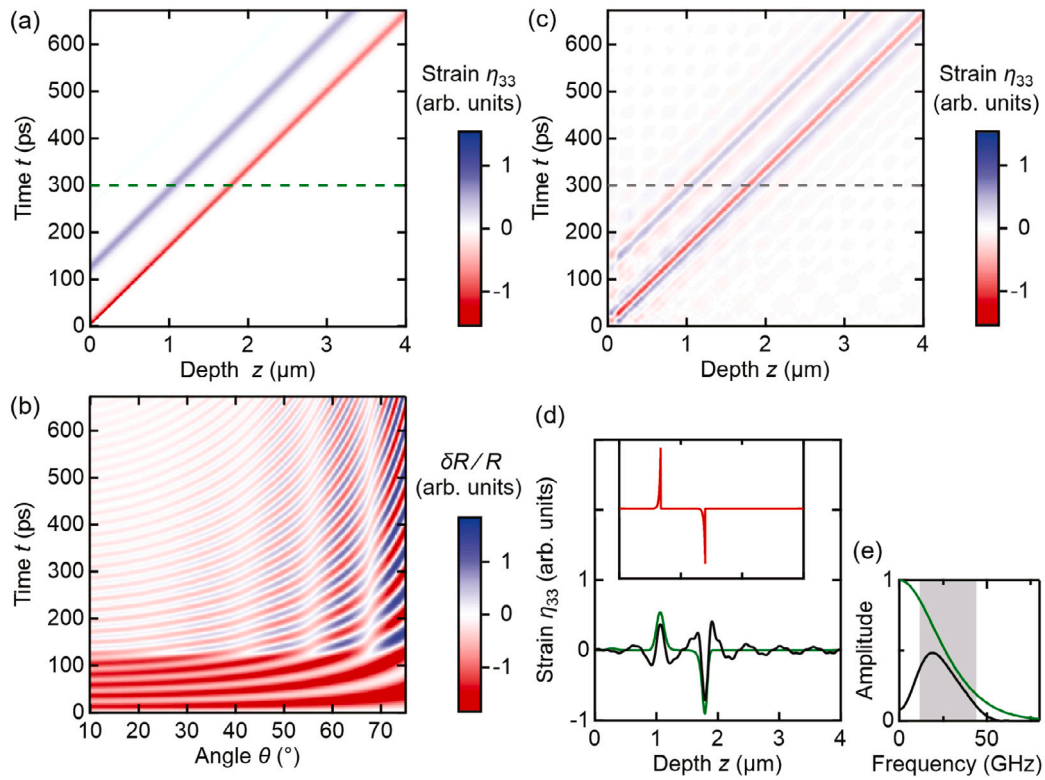 (a)
600
500
400
300
200
100
0
Time t (ps)
0 1 2 3 4
Depth z (μm)
Strain η33
(arb. units)
1
0
-1
(c)
600
500
400
300
200
100
0
Time t (ps)
0 1 2 3 4
Depth z (μm)
Strain η33
(arb. units)
1
0
-1
(b)
600
500
400
300
200
100
0
Time t (ps)
10 20 30 40 50 60 70
Angle θ (°)
δR/R
(arb. units)
1
0
-1
(d)
1
0
-1
Strain η33 (arb. units)
0 1 2 3 4
Depth z (μm)
(e)
1
0
Amplitude
0 50
Frequency (GHz)